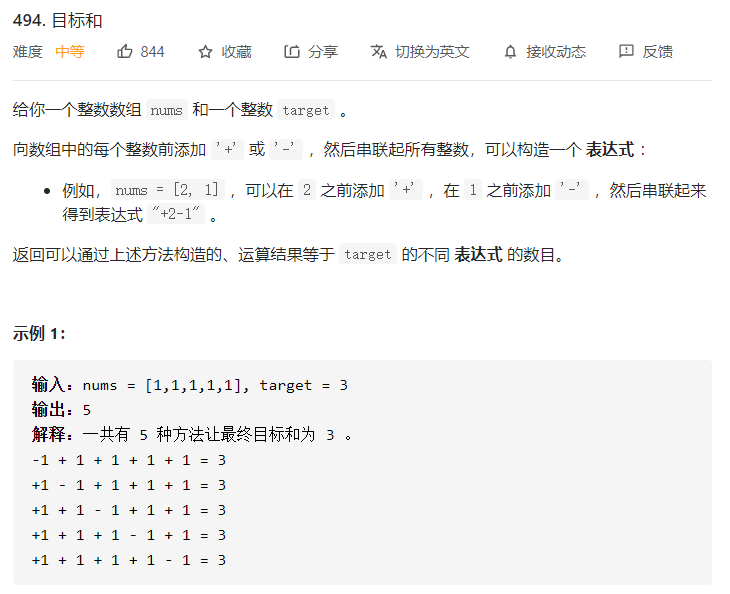 494. 目标和
难度 中等 844 收藏 分享 切换为英文 接收动态 反馈
给你一个整数数组 nums 和一个整数 target 。
向数组中的每个整数前添加 '+' 或 '-' ，然后串联起所有整数，可以构造一个 表达式 ：
例如， nums = [2, 1] ，可以在 2 之前添加 '+' ，在 1 之前添加 '-' ，然后串联起来
得到表达式 "+2-1" 。
返回可以通过上述方法构造的、运算结果等于 target 的不同 表达式 的数目。
示例 1：
输入：nums = [1,1,1,1,1], target = 3
输出：5
解释：一共有 5 种方法让最终目标和为 3 。
-1 + 1 + 1 + 1 + 1 = 3
+1 - 1 + 1 + 1 + 1 = 3
+1 + 1 - 1 + 1 + 1 = 3
+1 + 1 + 1 - 1 + 1 = 3
+1 + 1 + 1 + 1 - 1 = 3